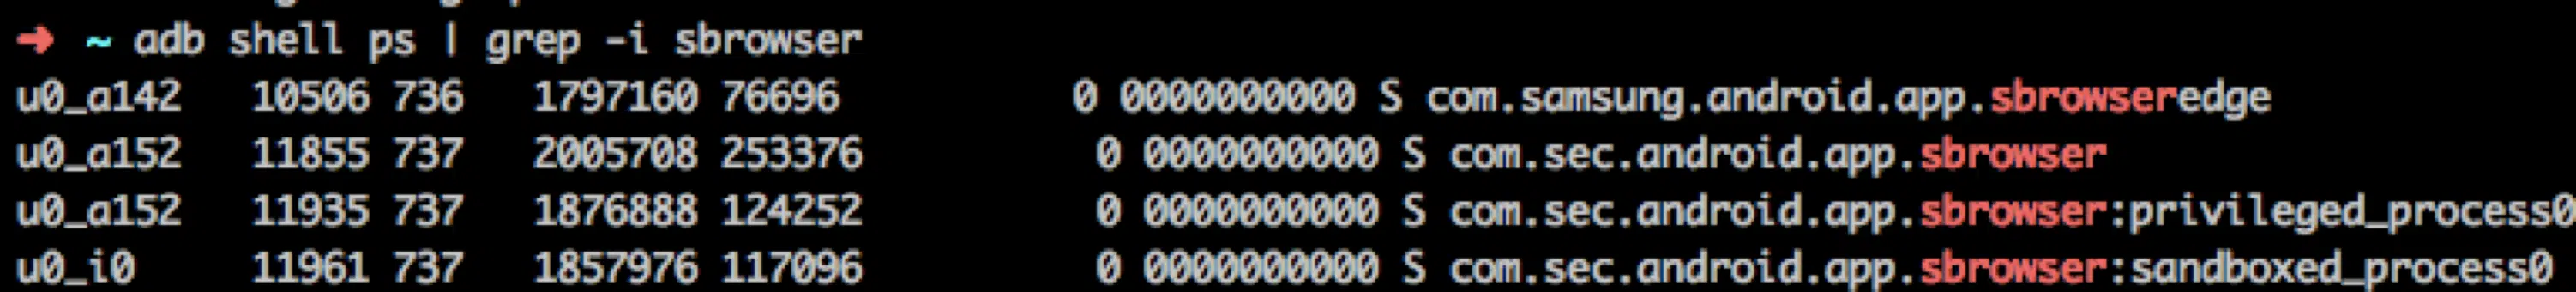 ➜ ~ adb shell ps | grep -i sbrowser
u0_a142 10506 736 1797160 76696 0 0000000000 S com.samsung.android.app.sbrowseredge
u0_a152 11855 737 2005708 253376 0 0000000000 S com.sec.android.app.sbrowser
u0_a152 11935 737 1876888 124252 0 0000000000 S com.sec.android.app.sbrowser:privileged_process0
u0_i0 11961 737 1857976 117096 0 0000000000 S com.sec.android.app.sbrowser:sandboxed_process0